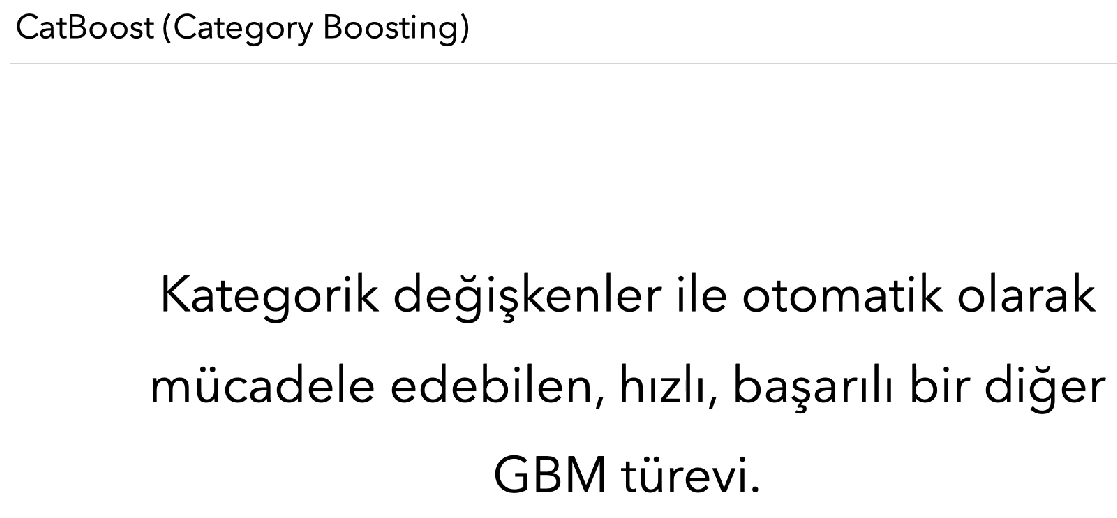 CatBoost (Category Boosting)
Kategorik değişkenler ile otomatik olarak
mücadele edebilen, hızlı, başarılı bir diğer
GBM türevi.